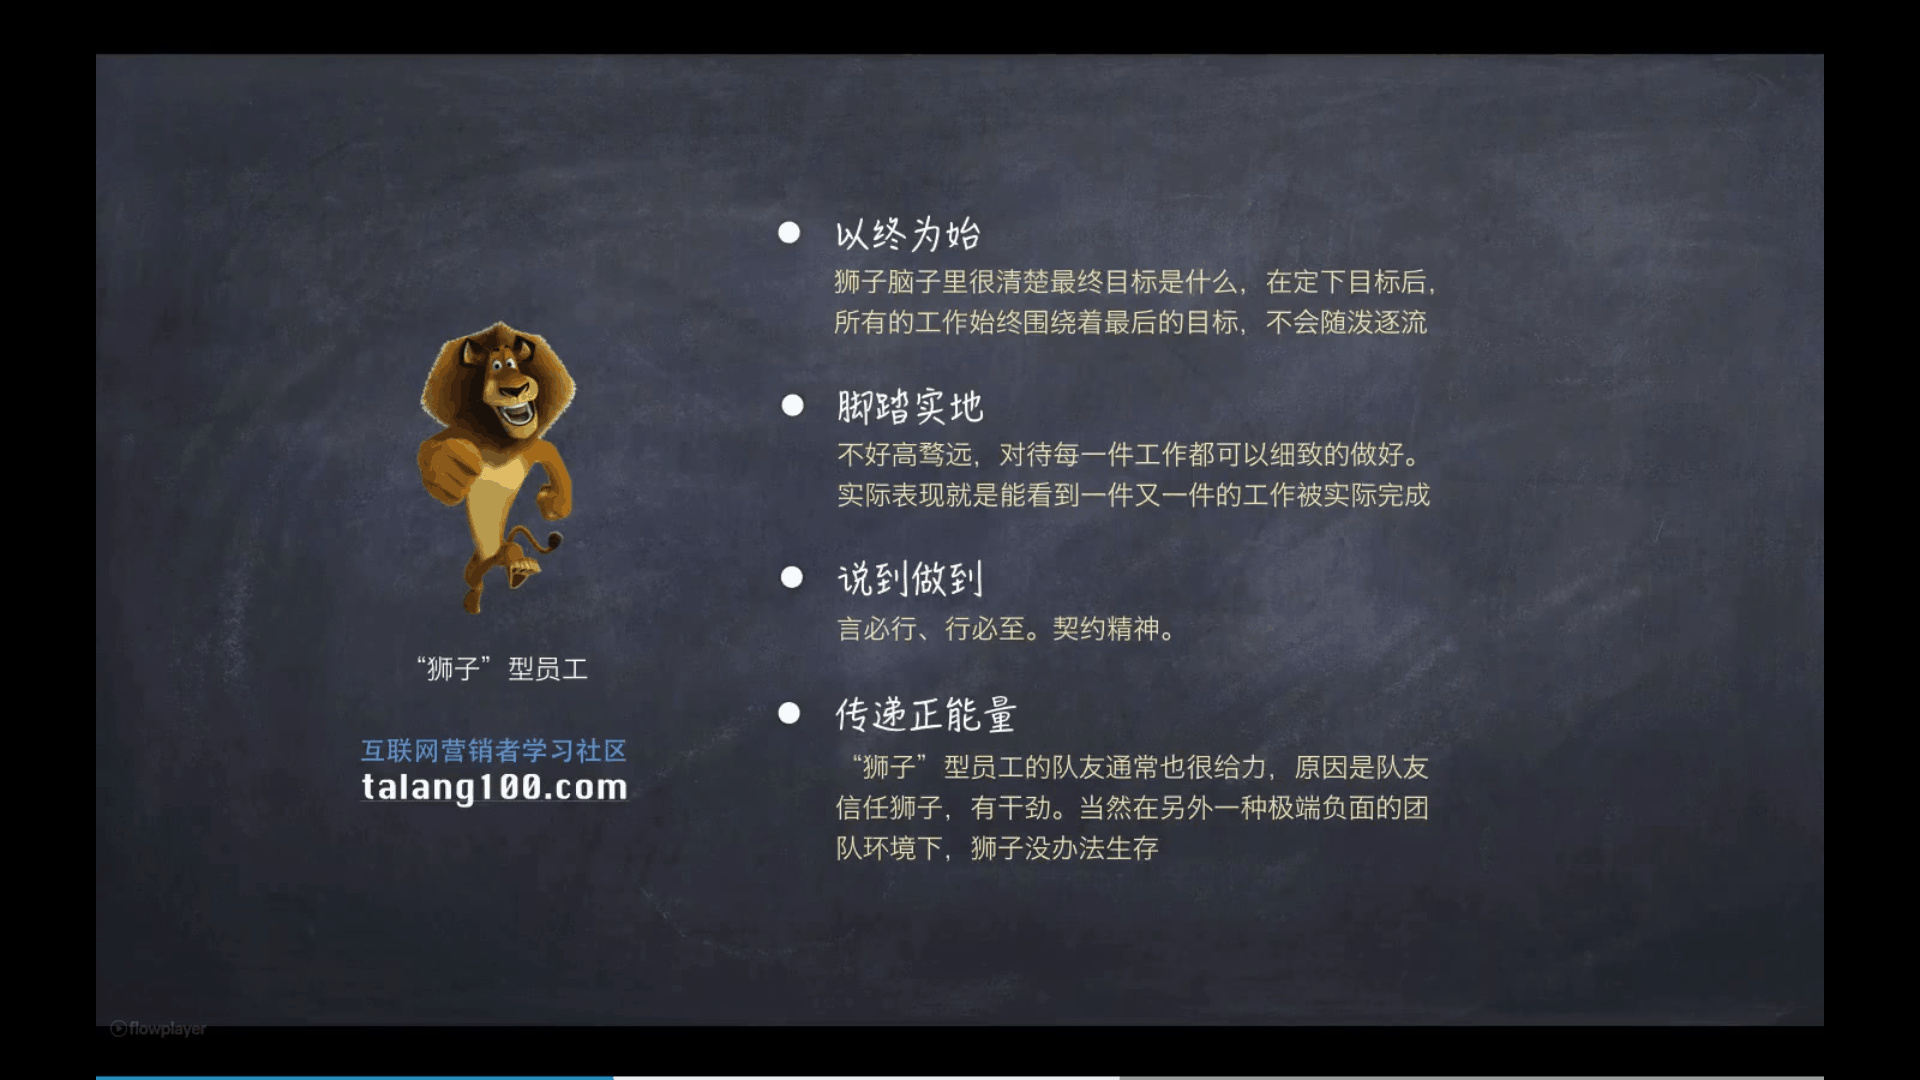 以终为始
狮子脑子里很清楚最终目标是什么，在定下目标后，
所有的工作始终围绕着最后的目标，不会随泼逐流
脚踏实地
不好高骛远，对待每一件工作都可以细致的做好。
实际表现就是能看到一件又一件的工作被实际完成
说到做到
言必行、行必至。契约精神。
传递正能量
“狮子”型员工的队友通常也很给力，原因是队友
信任狮子，有干劲。当然在另外一种极端负面的团
队环境下，狮子没办法生存
“狮子”型员工
互联网营销者学习社区
talang100.com
flowplayer